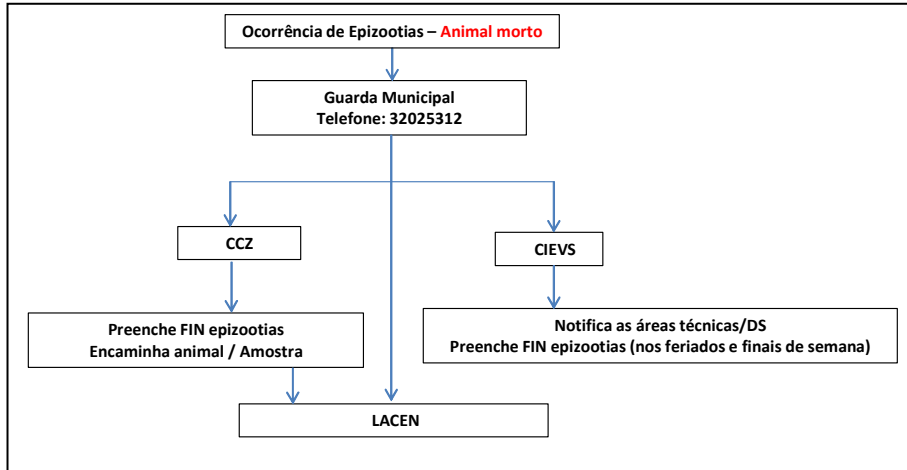 Ocorrência de Epizootias – Animal morto
Guarda Municipal
Telefone: 32025312
CCZ
CIEVS
Preenche FIN epizootias
Encaminha animal / Amostra
Notifica as áreas técnicas/DS
Preenche FIN epizootias (nos feriados e finais de semana)
LACEN